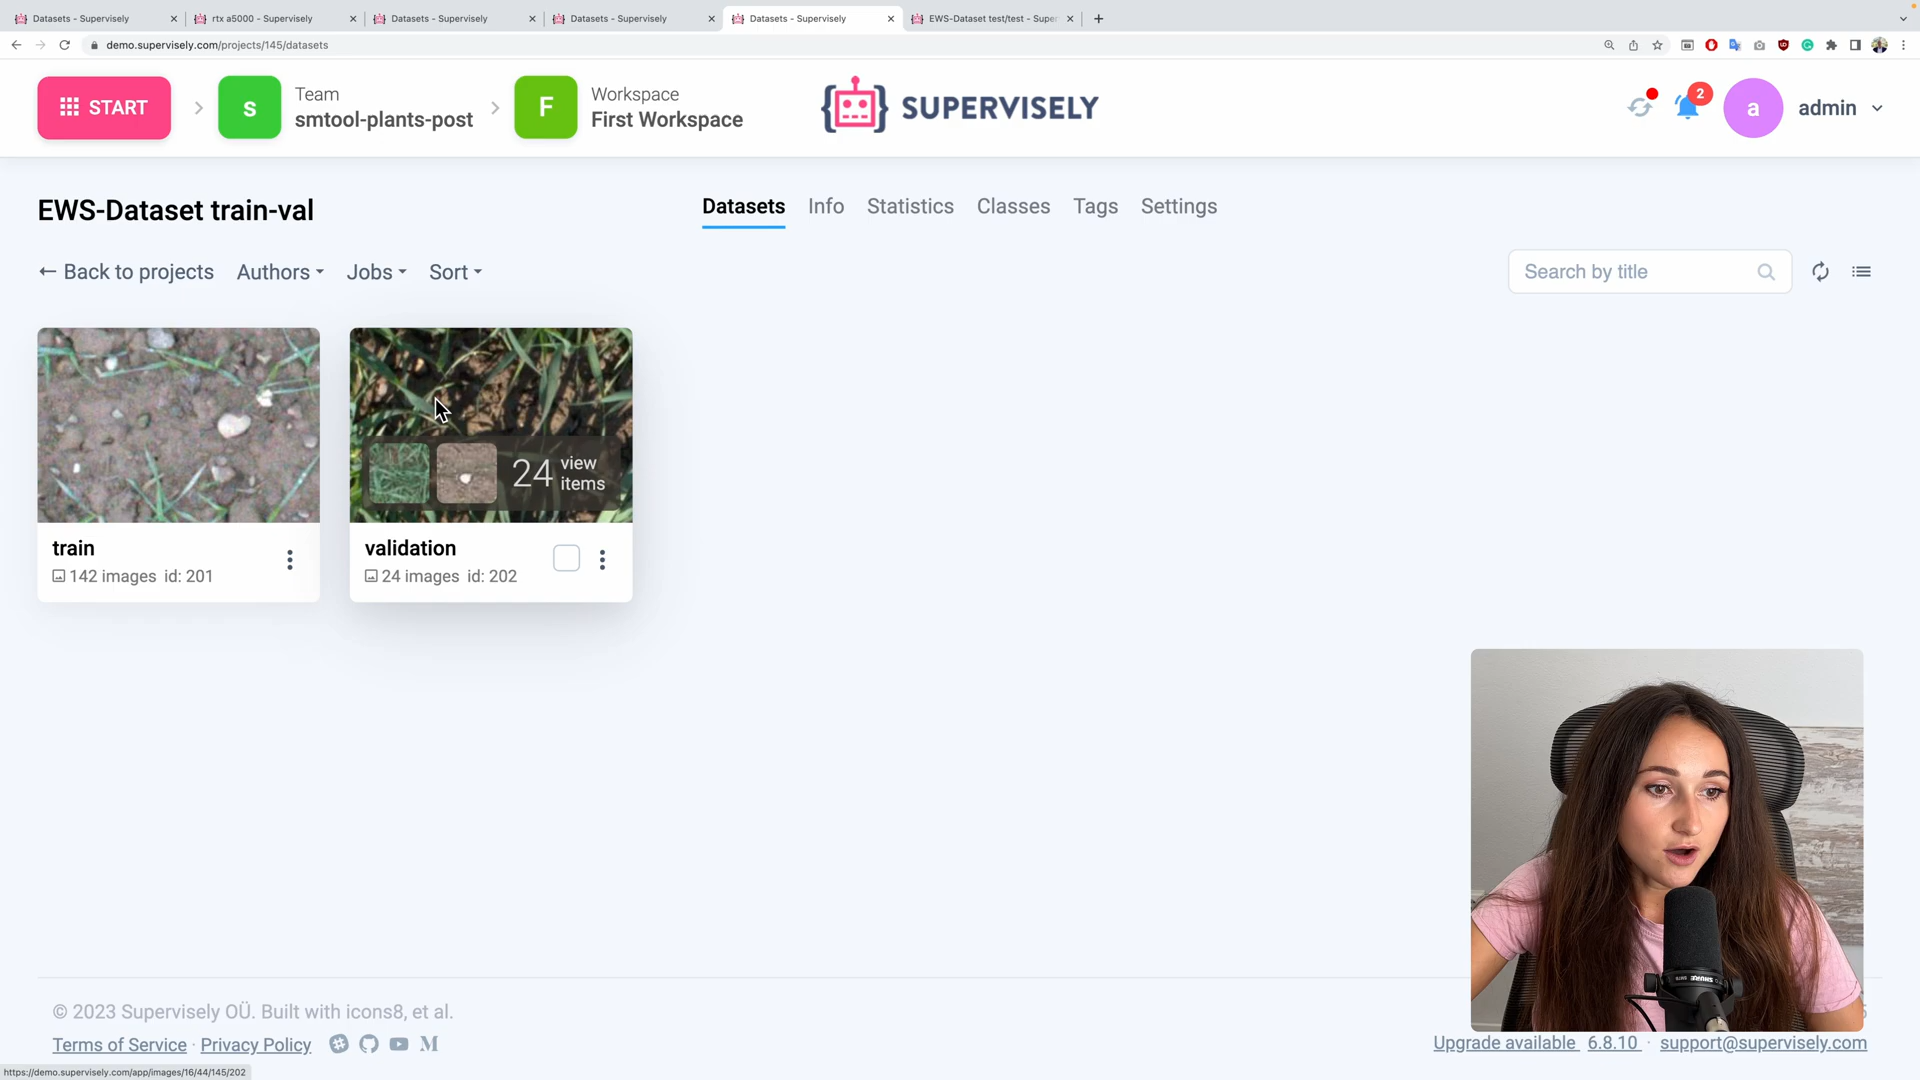 Datasets - Supervisely
rtx a5000 - Supervisely
Datasets - Supervisely
Datasets - Supervisely
Datasets - Supervisely
EWS-Dataset test/test - Super
demo.supervisely.com/projects/145/datasets
START
s
Team
smtool-plants-post
F
Workspace
First Workspace
SUPERVISELY
2
a
admin
EWS-Dataset train-val
Datasets
Info
Statistics
Classes
Tags
Settings
← Back to projects
Authors
Jobs
Sort
Search by title
24 view items
train
142 images id: 201
validation
24 images id: 202
© 2023 Supervisely OÜ. Built with icons8, et al.
Terms of Service · Privacy Policy
Upgrade available 6.8.10 · support@supervisely.com
https://demo.supervisely.com/app/images/16/44/145/202